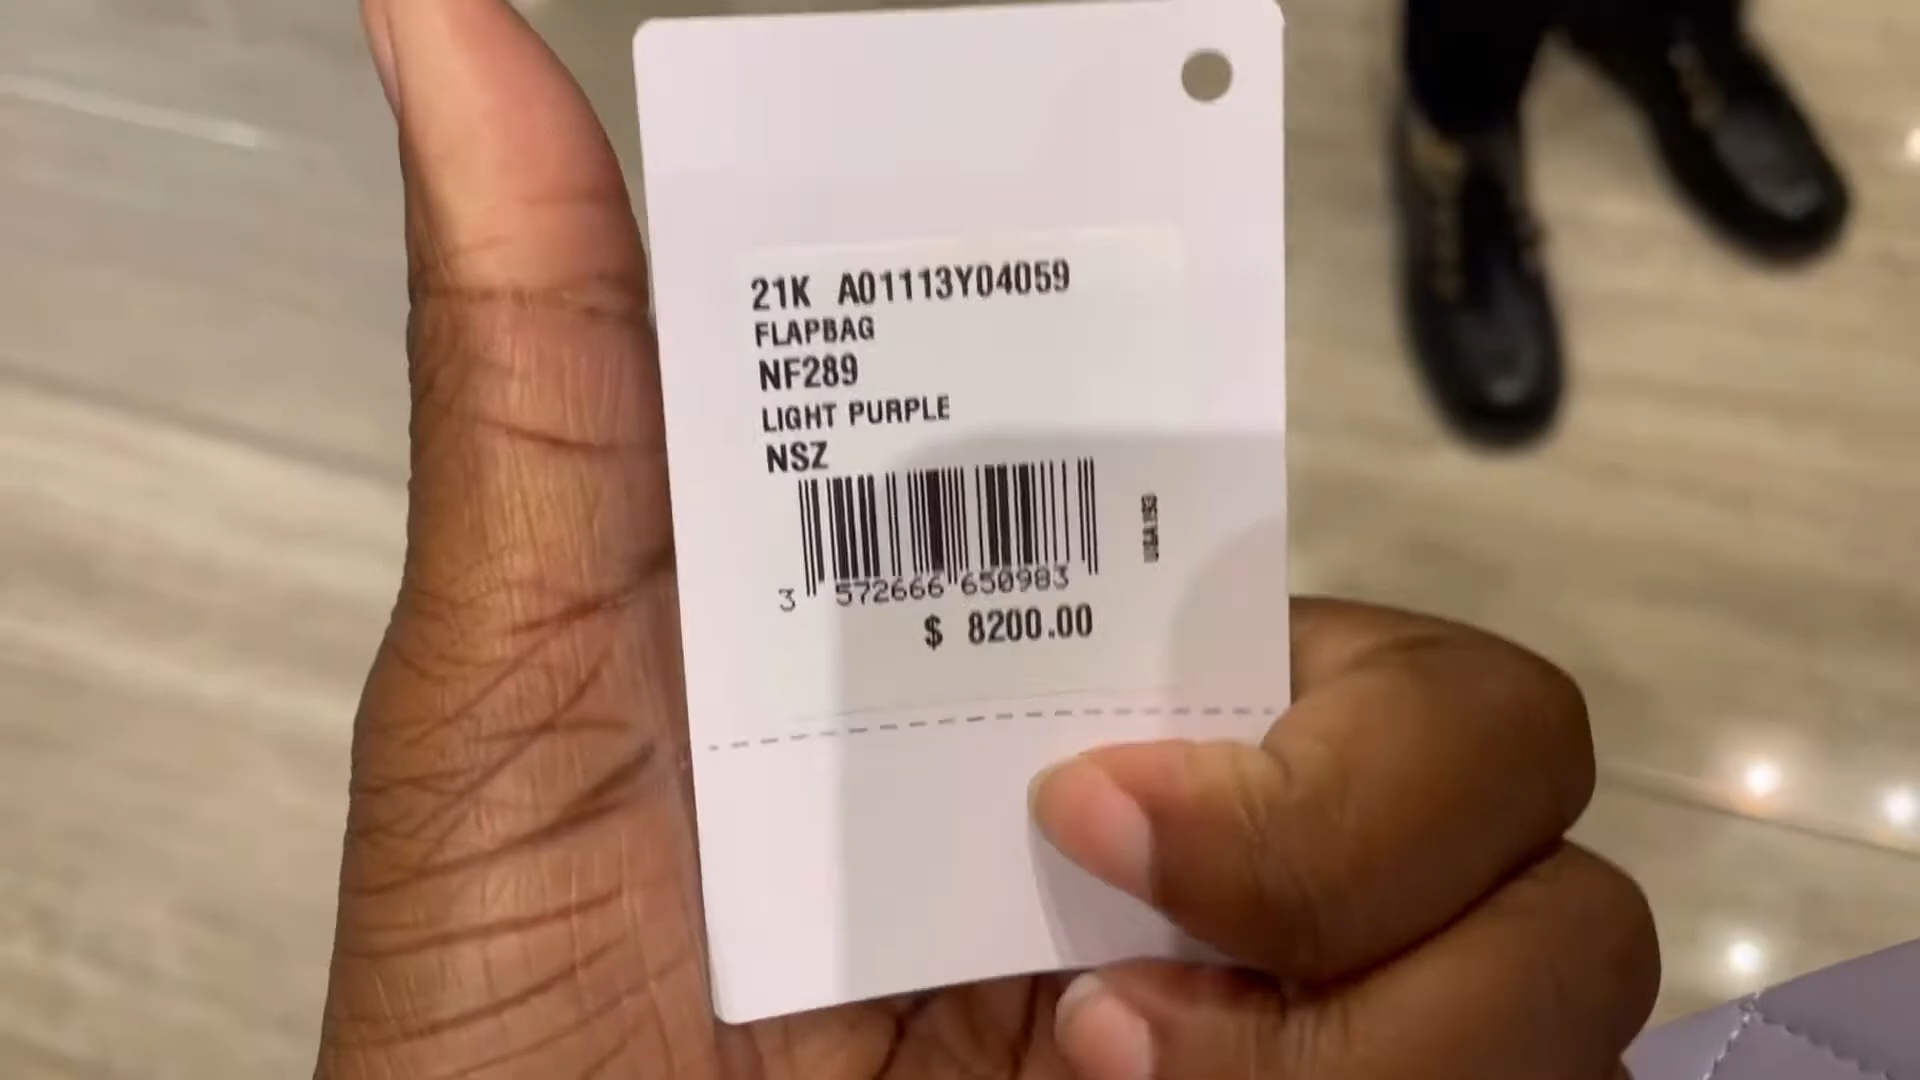 21K A01113Y04059
FLAPBAG
NF289
LIGHT PURPLE
NSZ
3 572666 650983
$ 8200.00